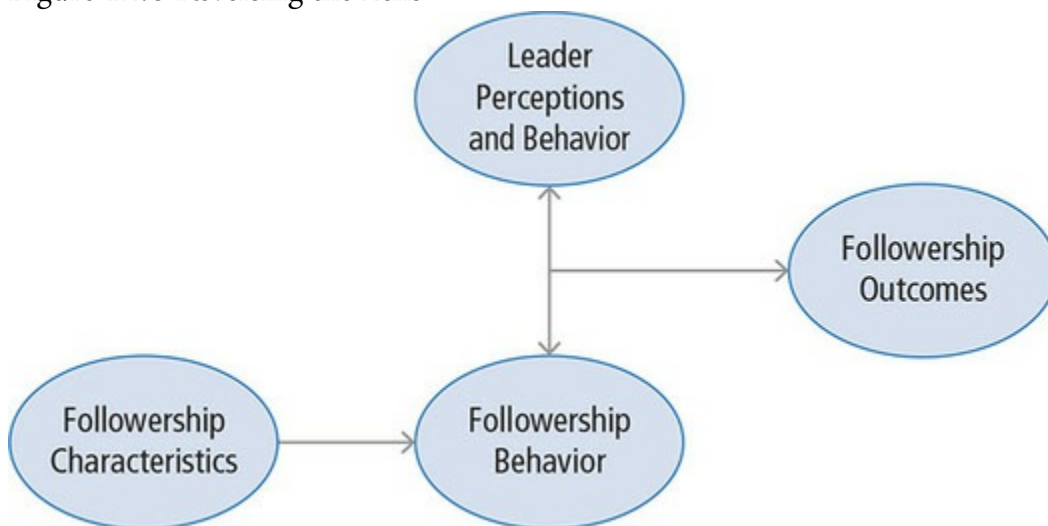 Leader
Perceptions
and Behavior
Followership
Outcomes
Followership
Characteristics
Followership
Behavior